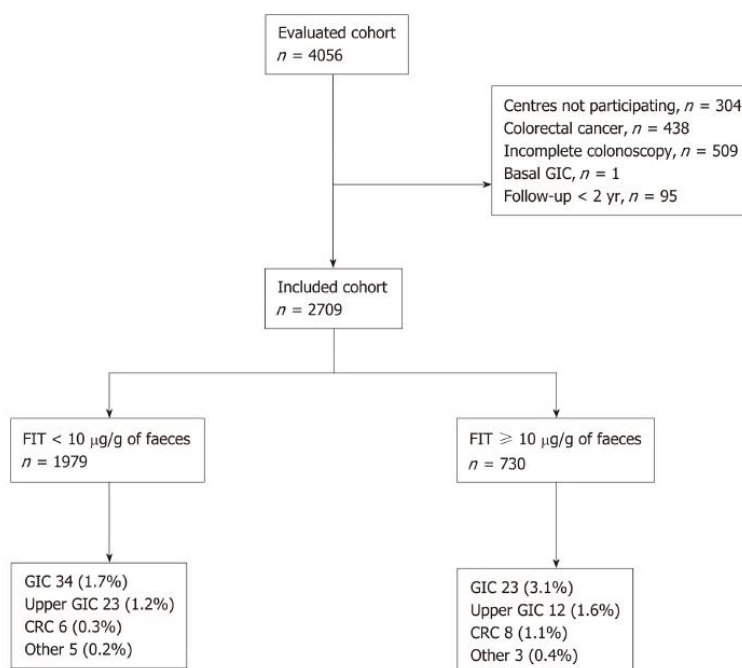 Evaluated cohort
n = 4056
Centres not participating, n = 304
Colorectal cancer, n = 438
Incomplete colonoscopy, n = 509
Basal GIC, n = 1
Follow-up < 2 yr, n = 95
Included cohort
n = 2709
FIT < 10 μg/g of faeces
n = 1979
FIT ⩾ 10 μg/g of faeces
n = 730
GIC 34 (1.7%)
Upper GIC 23 (1.2%)
CRC 6 (0.3%)
Other 5 (0.2%)
GIC 23 (3.1%)
Upper GIC 12 (1.6%)
CRC 8 (1.1%)
Other 3 (0.4%)